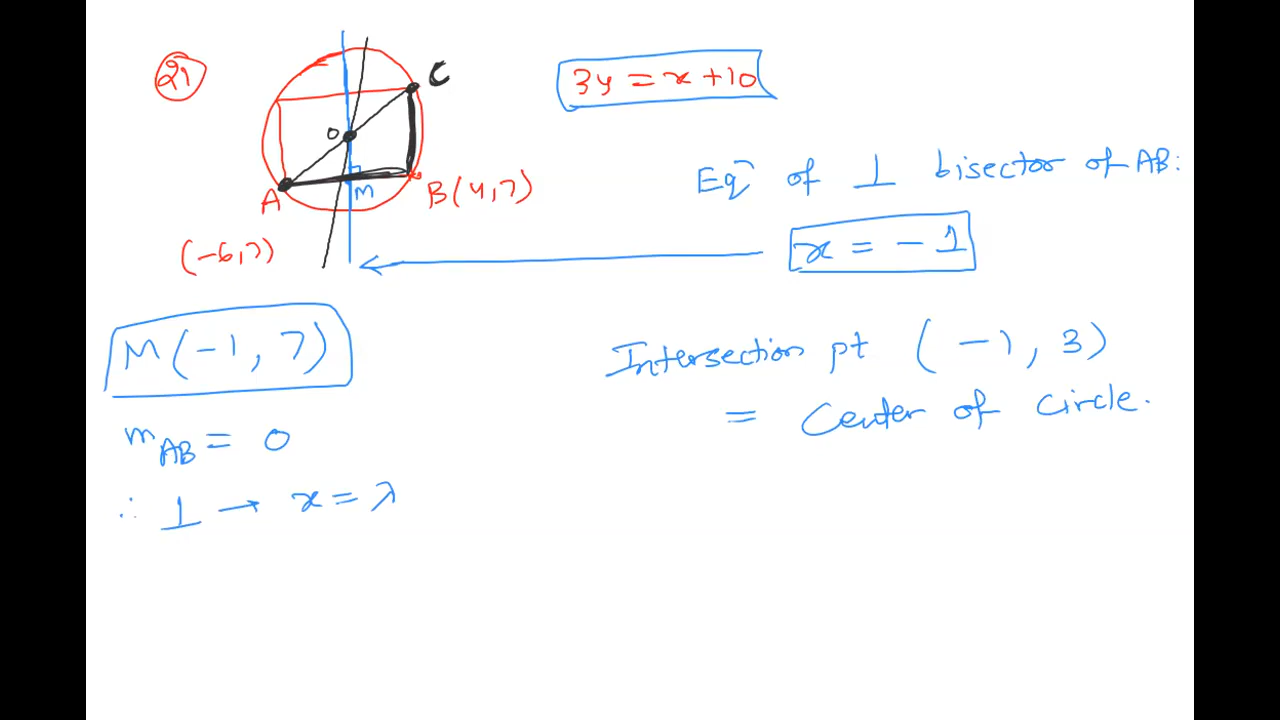 21
C
3y = x + 10
O
M
A
B(4,7)
(-6,7)
Eqⁿ of ⊥ bisector of AB:
x = - 1
M(-1, 7)
Intersection pt (-1, 3)
= Center of circle.
m_AB = 0
∴ ⊥ → x = λ